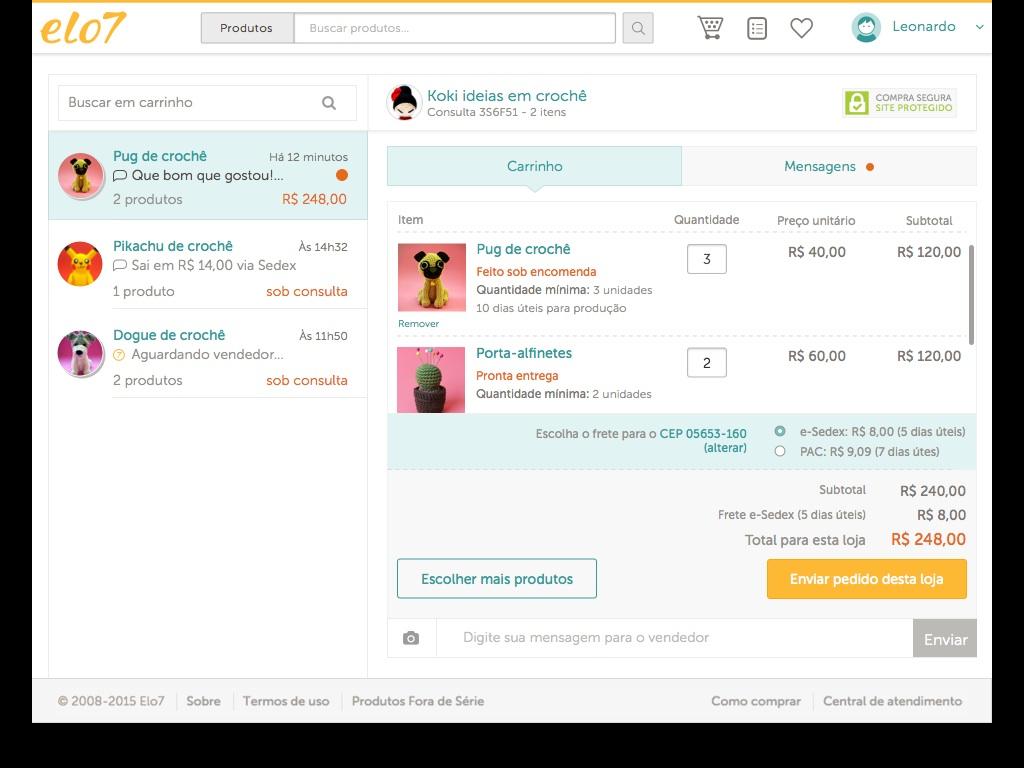 elo7
Produtos
Buscar produtos...
Leonardo
Buscar em carrinho
Pug de crochê
Há 12 minutos
Que bom que gostou!...
2 produtos
R$ 248,00
Pikachu de crochê
Às 14h32
Sai em R$ 14,00 via Sedex
1 produto
sob consulta
Dogue de crochê
Às 11h50
Aguardando vendedor...
2 produtos
sob consulta
Koki ideias em crochê
Consulta 3S6F51 - 2 itens
COMPRA SEGURA
SITE PROTEGIDO
Carrinho
Mensagens
Item Quantidade Preço unitário Subtotal
Pug de crochê
3
R$ 40,00
R$ 120,00
Feito sob encomenda
Quantidade mínima: 3 unidades
10 dias úteis para produção
Remover
Porta-alfinetes
2
R$ 60,00
R$ 120,00
Pronta entrega
Quantidade mínima: 2 unidades
Escolha o frete para o CEP 05653-160
(alterar)
e-Sedex: R$ 8,00 (5 dias úteis)
PAC: R$ 9,09 (7 dias útes)
Subtotal R$ 240,00
Frete e-Sedex (5 dias úteis) R$ 8,00
Total para esta loja R$ 248,00
Escolher mais produtos
Enviar pedido desta loja
Digite sua mensagem para o vendedor
Enviar
© 2008-2015 Elo7
Sobre
Termos de uso
Produtos Fora de Série
Como comprar
Central de atendimento